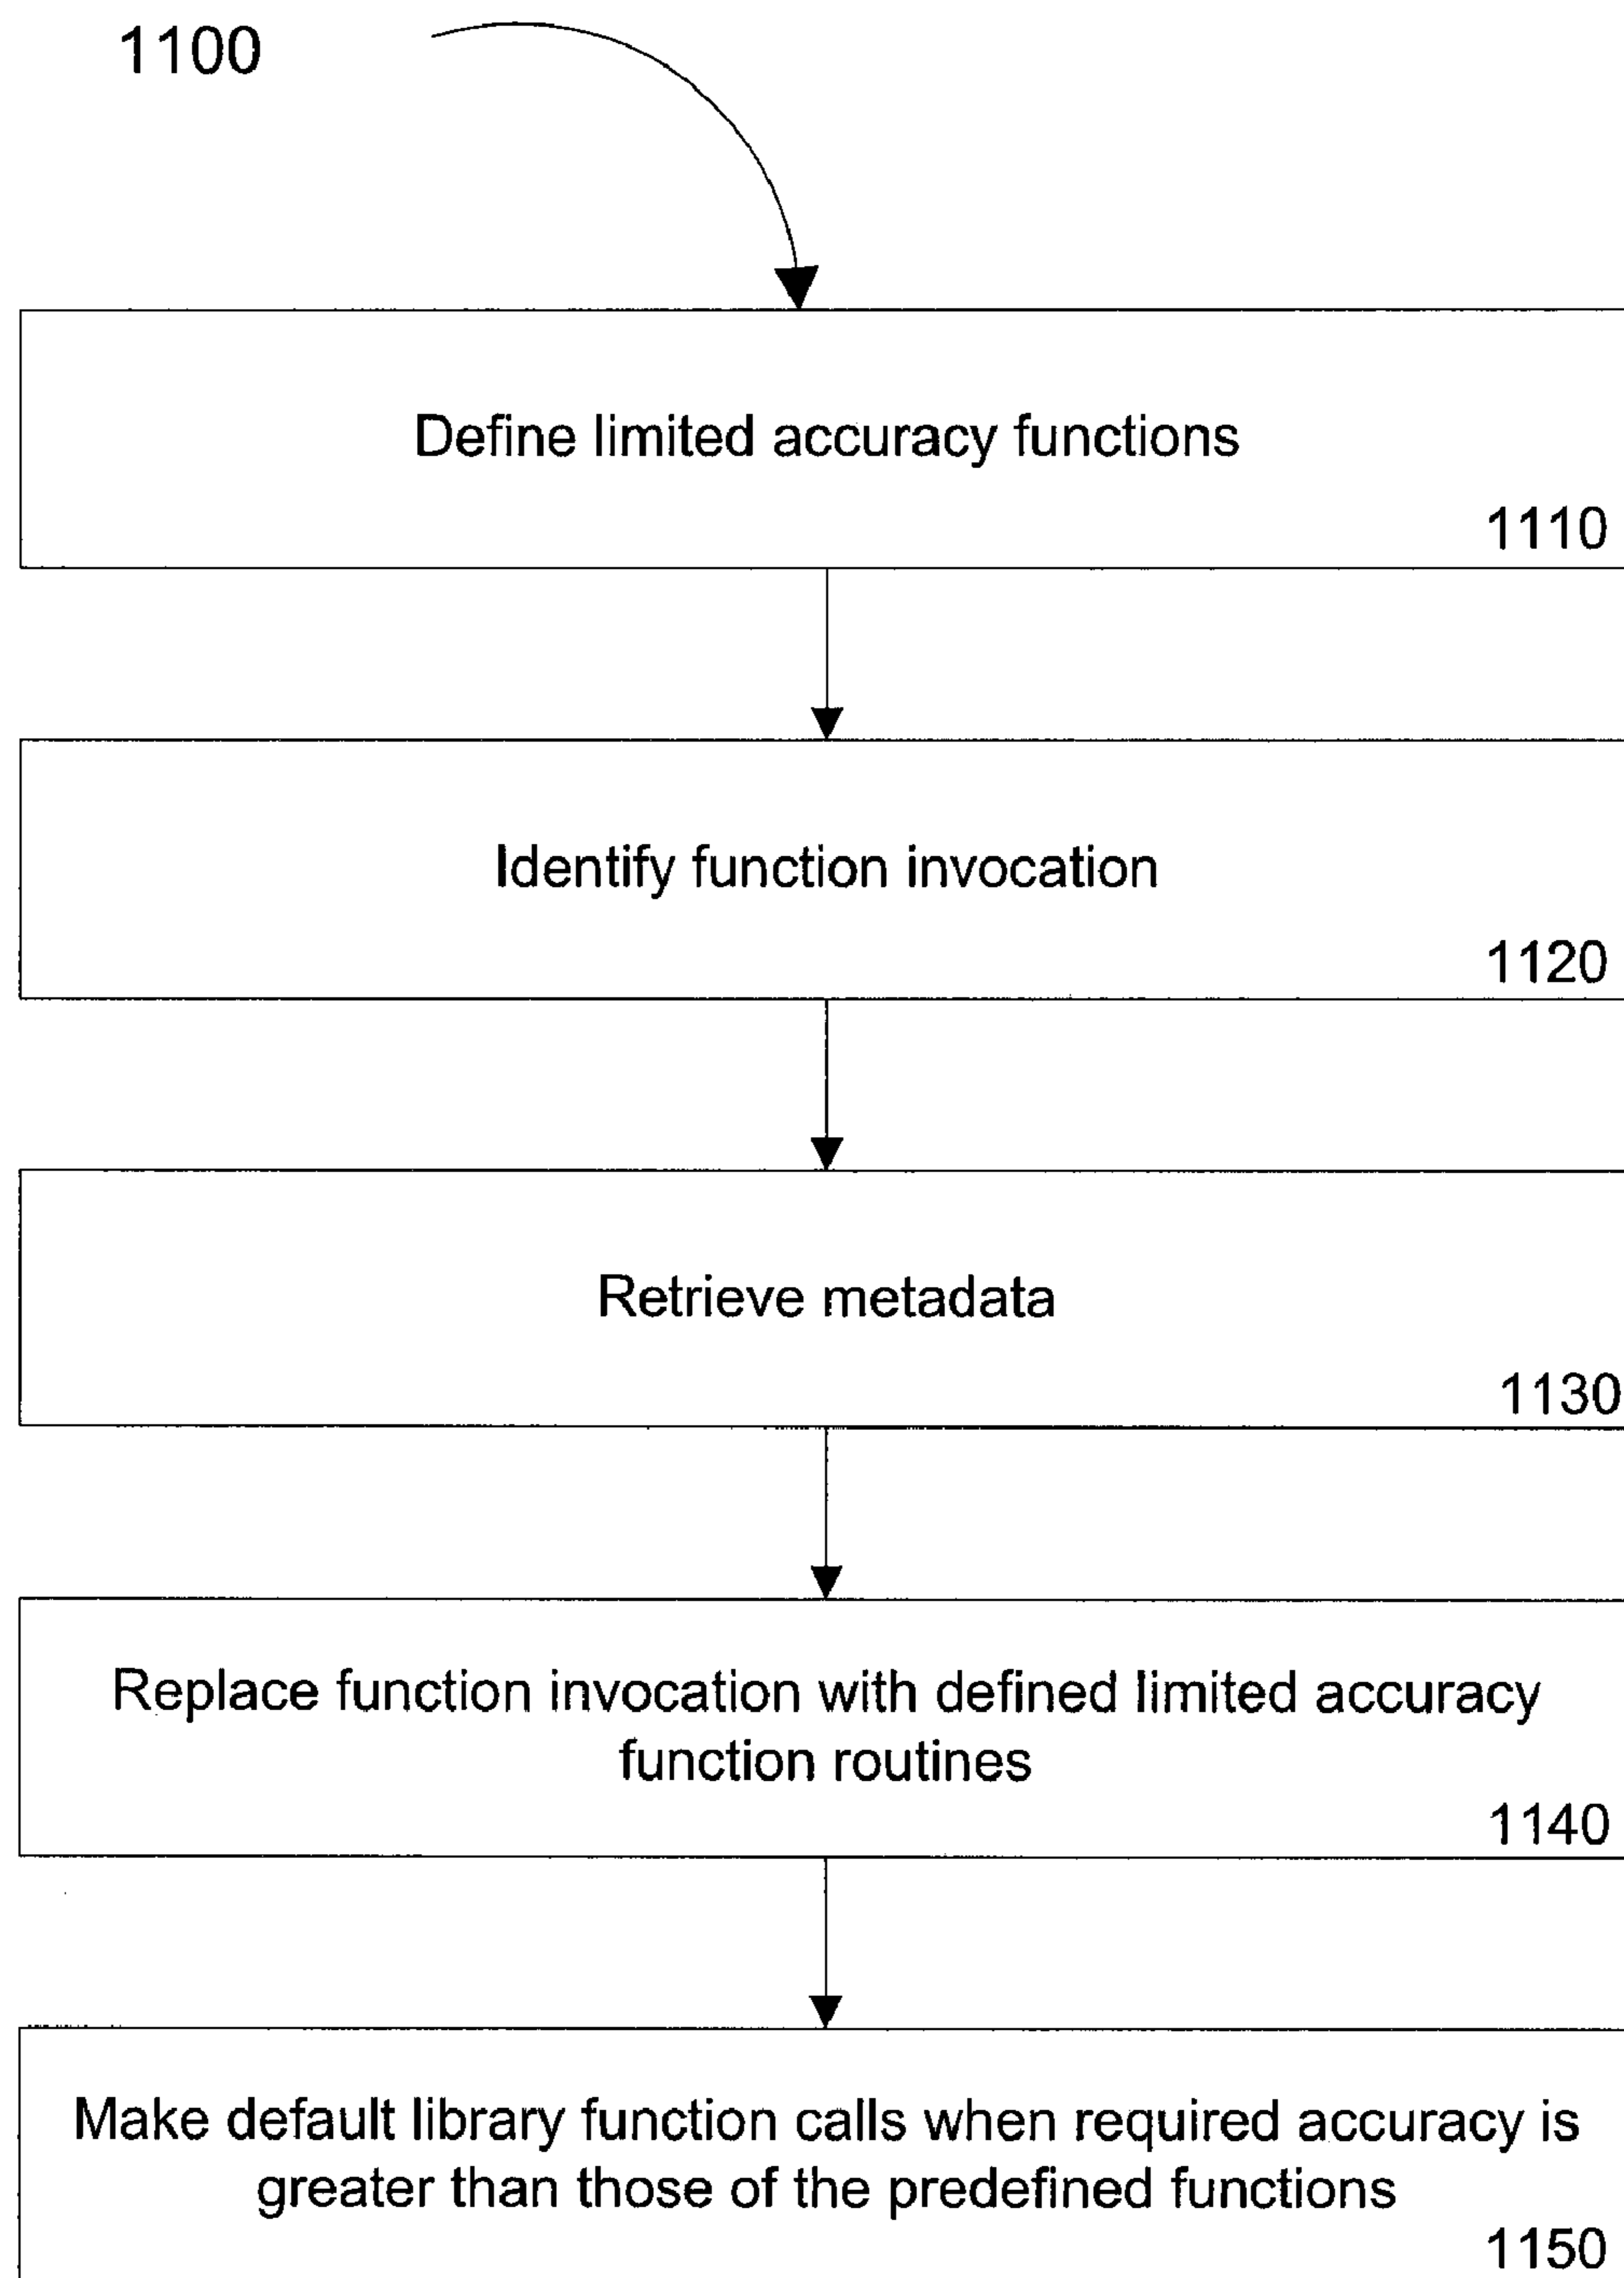 1100
Define limited accuracy functions
1110
Identify function invocation
1120
Retrieve metadata
1130
Replace function invocation with defined limited accuracy
function routines
1140
Make default library function calls when required accuracy is
greater than those of the predefined functions
1150